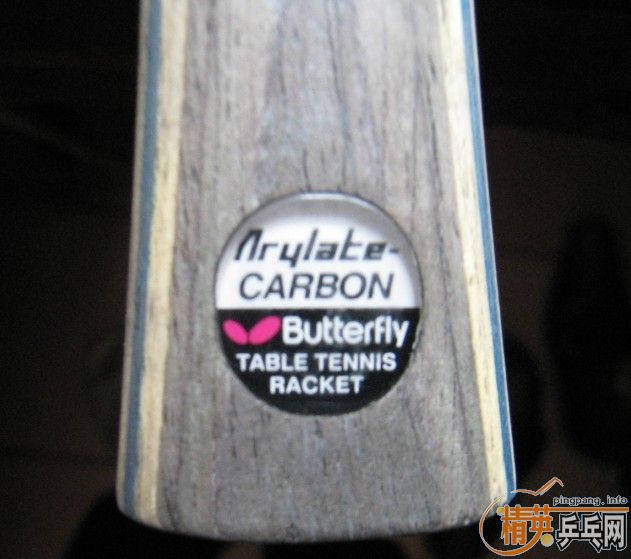 Arylate-
CARBON
Butterfly
TABLE TENNIS
RACKET
pingpang.info
精英乒乓网